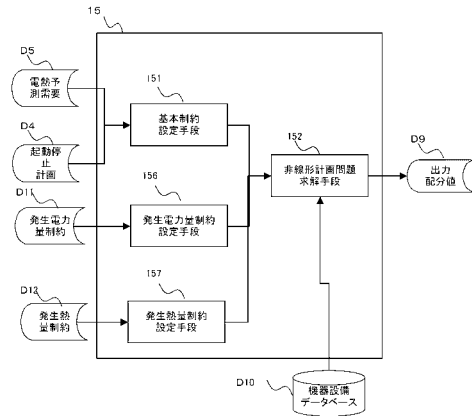 15
D5
電熱予
測需要
D4
起動停
止
計画
D11
発生電力
量制約
D12
発生熱
量制約
151
基本制約
設定手段
156
発生電力量制約
設定手段
157
発生熱量制約
設定手段
152
非線形計画問題
求解手段
D9
出力
配分値
D10
機器設備
データベース